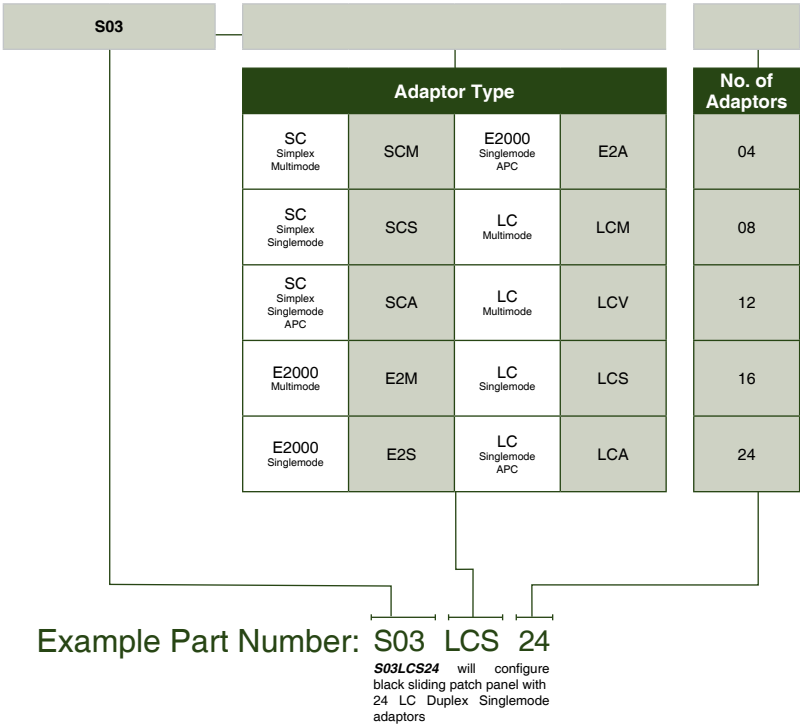 S03
Adaptor Type
No. of
Adaptors
SC
Simplex
Multimode
SCM
E2000
Singlemode
APC
E2A
04
SC
Simplex
Singlemode
SCS
LC
Multimode
LCM
08
SC
Simplex
Singlemode
APC
SCA
LC
Multimode
LCV
12
E2000
Multimode
E2M
LC
Singlemode
LCS
16
E2000
Singlemode
E2S
LC
Singlemode
APC
LCA
24
Example Part Number: S03 LCS 24
S03LCS24 will configure
black sliding patch panel with
24 LC Duplex Singlemode
adaptors